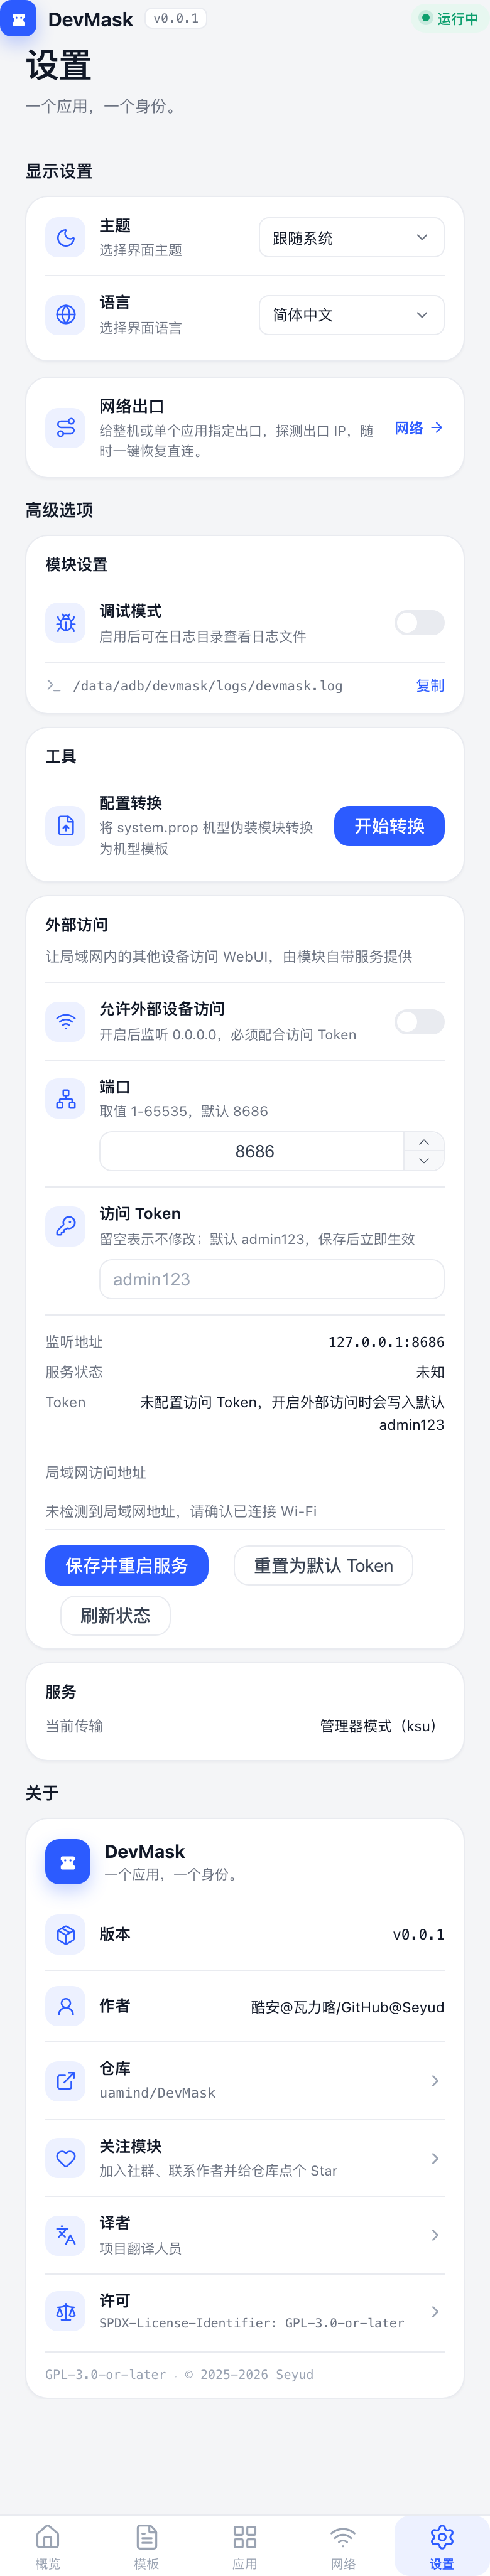 DevMask v0.0.1 运行中
设置
一个应用，一个身份。
显示设置
主题
选择界面主题
跟随系统
语言
选择界面语言
简体中文
网络出口
给整机或单个应用指定出口，探测出口 IP，随
时一键恢复直连。
网络
高级选项
模块设置
调试模式
启用后可在日志目录查看日志文件
/data/adb/devmask/logs/devmask.log 复制
工具
配置转换
将 system.prop 机型伪装模块转换
为机型模板
开始转换
外部访问
让局域网内的其他设备访问 WebUI，由模块自带服务提供
允许外部设备访问
开启后监听 0.0.0.0，必须配合访问 Token
端口
取值 1-65535，默认 8686
8686
访问 Token
留空表示不修改；默认 admin123，保存后立即生效
admin123
监听地址 127.0.0.1:8686
服务状态 未知
Token 未配置访问 Token，开启外部访问时会写入默认
admin123
局域网访问地址
未检测到局域网地址，请确认已连接 Wi-Fi
保存并重启服务 重置为默认 Token
刷新状态
服务
当前传输 管理器模式（ksu）
关于
DevMask
一个应用，一个身份。
版本 v0.0.1
作者 酷安@瓦力喀/GitHub@Seyud
仓库
uamind/DevMask
关注模块
加入社群、联系作者并给仓库点个 Star
译者
项目翻译人员
许可
SPDX-License-Identifier: GPL-3.0-or-later
GPL-3.0-or-later · © 2025-2026 Seyud
概览 模板 应用 网络 设置